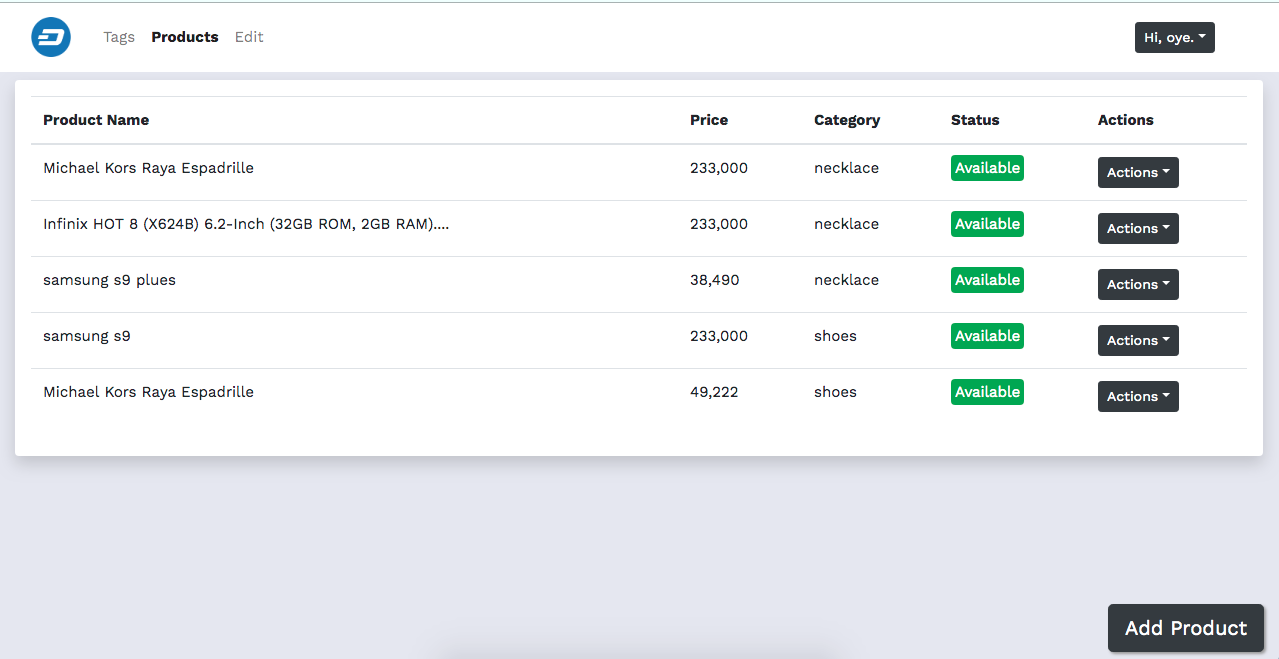 Tags Products Edit Hi, oye.
Product Name Price Category Status Actions
Michael Kors Raya Espadrille 233,000 necklace Available Actions
Infinix HOT 8 (X624B) 6.2-Inch (32GB ROM, 2GB RAM).... 233,000 necklace Available Actions
samsung s9 plues 38,490 necklace Available Actions
samsung s9 233,000 shoes Available Actions
Michael Kors Raya Espadrille 49,222 shoes Available Actions
Add Product